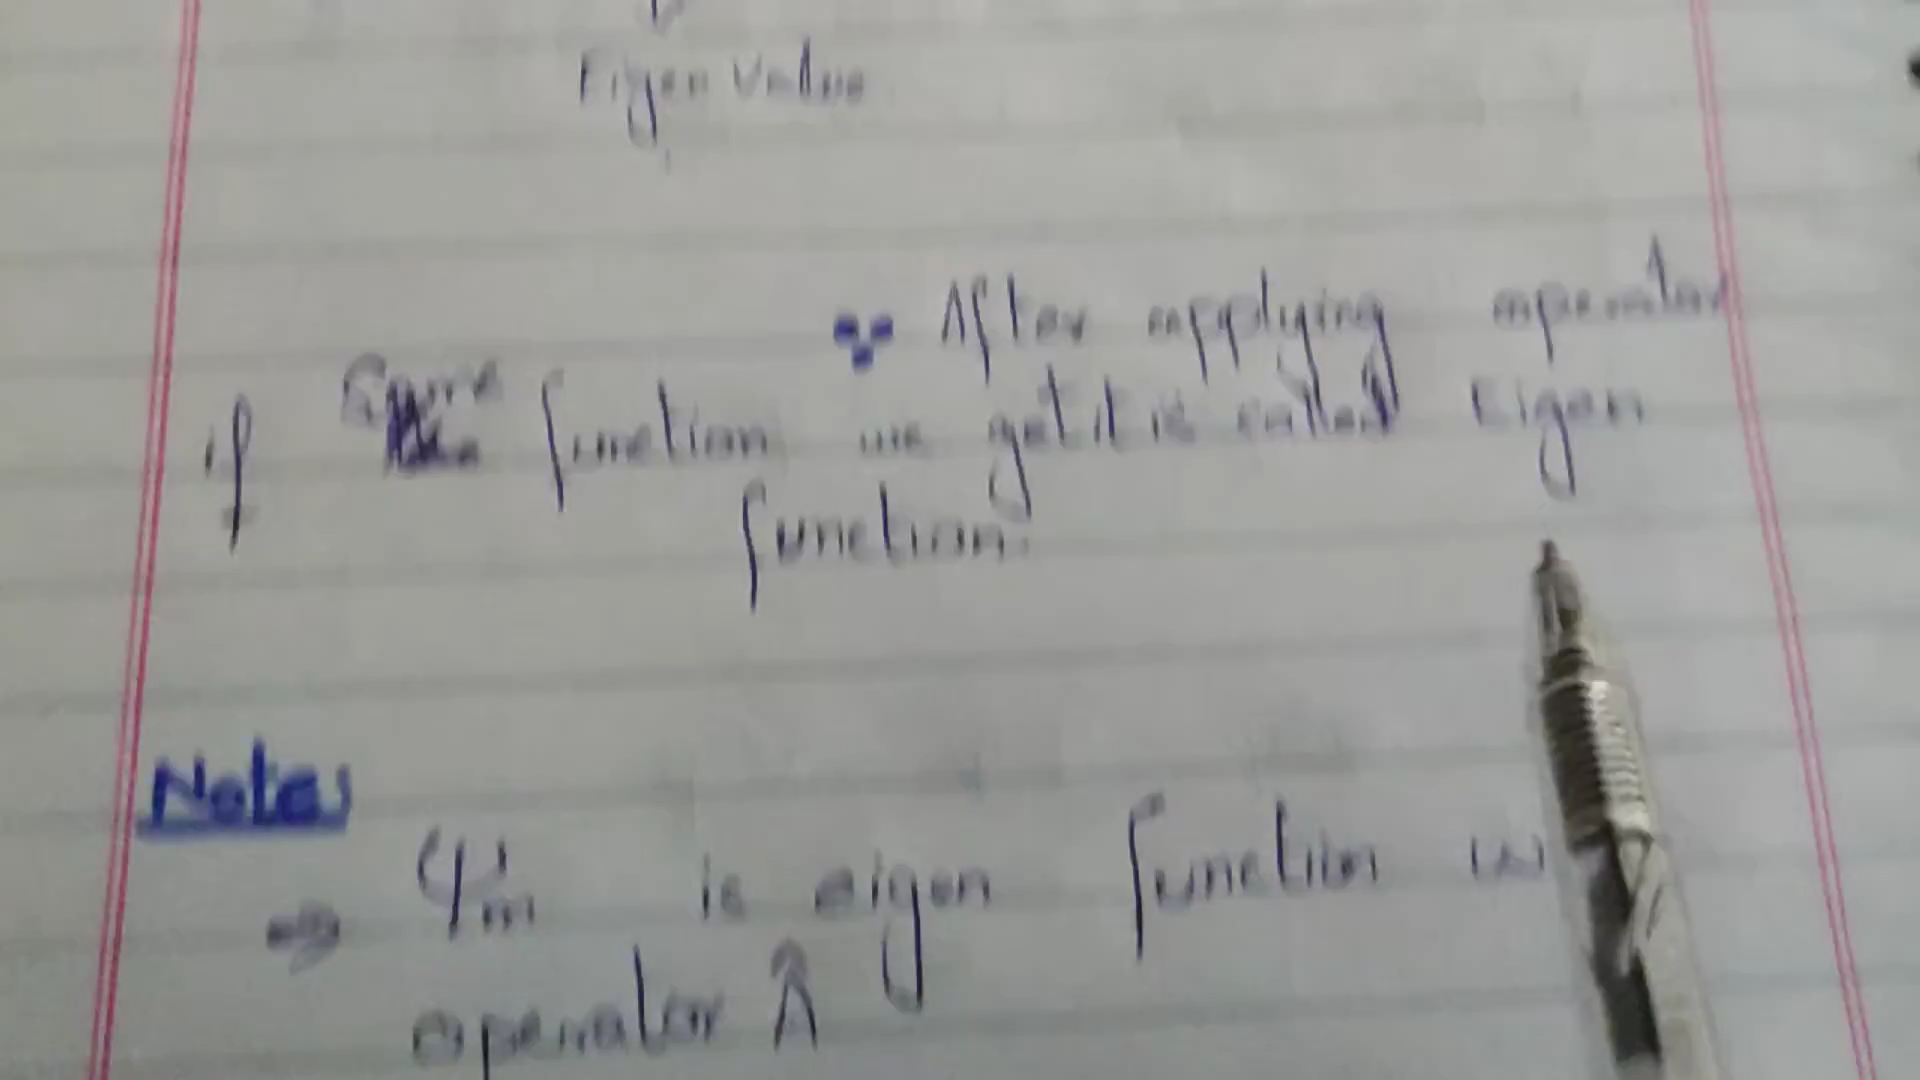 Eigen Value
After applying operator
if Same function we get it is called Eigen
function.
Note:
⇒ Ψm is eigen function
operator Â